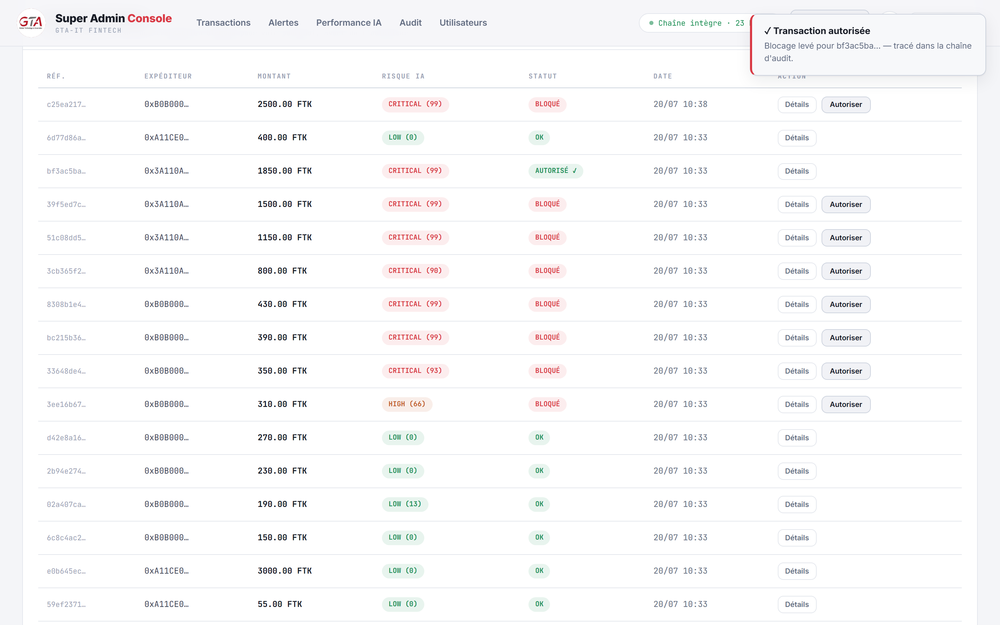 GTA
Global Technology & Associates
Super Admin Console
GTA-IT FINTECH
Transactions Alertes Performance IA Audit Utilisateurs
Chaîne intègre · 23
✓ Transaction autorisée
Blocage levé pour bf3ac5ba… — tracé dans la chaîne
d'audit.
RÉF. EXPÉDITEUR MONTANT RISQUE IA STATUT DATE ACTION
c25ea217… 0xB0B000… 2500.00 FTK CRITICAL (99) BLOQUÉ 20/07 10:38 Détails Autoriser
6d77d86a… 0xA11CE0… 400.00 FTK LOW (0) OK 20/07 10:33 Détails
bf3ac5ba… 0x3A110A… 1850.00 FTK CRITICAL (99) AUTORISÉ ✓ 20/07 10:33 Détails
39f5ed7c… 0x3A110A… 1500.00 FTK CRITICAL (99) BLOQUÉ 20/07 10:33 Détails Autoriser
51c08dd5… 0x3A110A… 1150.00 FTK CRITICAL (99) BLOQUÉ 20/07 10:33 Détails Autoriser
3cb365f2… 0x3A110A… 800.00 FTK CRITICAL (90) BLOQUÉ 20/07 10:33 Détails Autoriser
8308b1e4… 0xB0B000… 430.00 FTK CRITICAL (99) BLOQUÉ 20/07 10:33 Détails Autoriser
bc215b36… 0xB0B000… 390.00 FTK CRITICAL (99) BLOQUÉ 20/07 10:33 Détails Autoriser
33648de4… 0xB0B000… 350.00 FTK CRITICAL (93) BLOQUÉ 20/07 10:33 Détails Autoriser
3ee16b67… 0xB0B000… 310.00 FTK HIGH (66) BLOQUÉ 20/07 10:33 Détails Autoriser
d42e8a16… 0xB0B000… 270.00 FTK LOW (0) OK 20/07 10:33 Détails
2b94e274… 0xB0B000… 230.00 FTK LOW (0) OK 20/07 10:33 Détails
02a407ca… 0xB0B000… 190.00 FTK LOW (13) OK 20/07 10:33 Détails
6c8c4ac2… 0xB0B000… 150.00 FTK LOW (0) OK 20/07 10:33 Détails
e0b645ec… 0xA11CE0… 3000.00 FTK LOW (0) OK 20/07 10:33 Détails
59ef2371… 0xA11CE0… 55.00 FTK LOW (0) OK 20/07 10:33 Détails